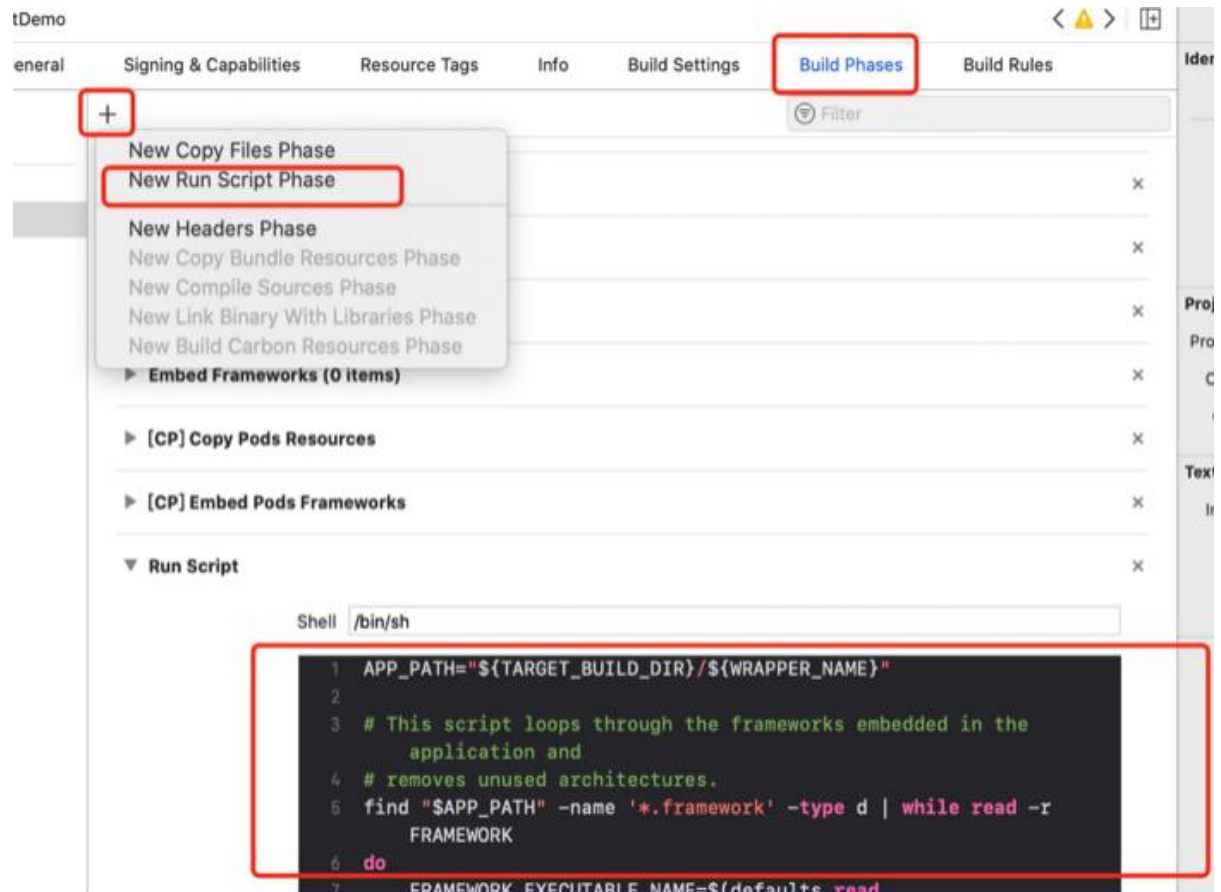 tDemo
eneral Signing & Capabilities Resource Tags Info Build Settings Build Phases Build Rules
Iden
+ Filter
New Copy Files Phase
New Run Script Phase
New Headers Phase
New Copy Bundle Resources Phase
New Compile Sources Phase
New Link Binary With Libraries Phase
New Build Carbon Resources Phase
Proj
Pro
Embed Frameworks (0 items)
[CP] Copy Pods Resources
Text
[CP] Embed Pods Frameworks
Run Script
Shell /bin/sh
1 APP_PATH="${TARGET_BUILD_DIR}/${WRAPPER_NAME}"
2
3 # This script loops through the frameworks embedded in the
application and
4 # removes unused architectures.
5 find "$APP_PATH" -name '*.framework' -type d | while read -r
FRAMEWORK
6 do
7 FRAMEWORK_EXECUTABLE_NAME=$(defaults read